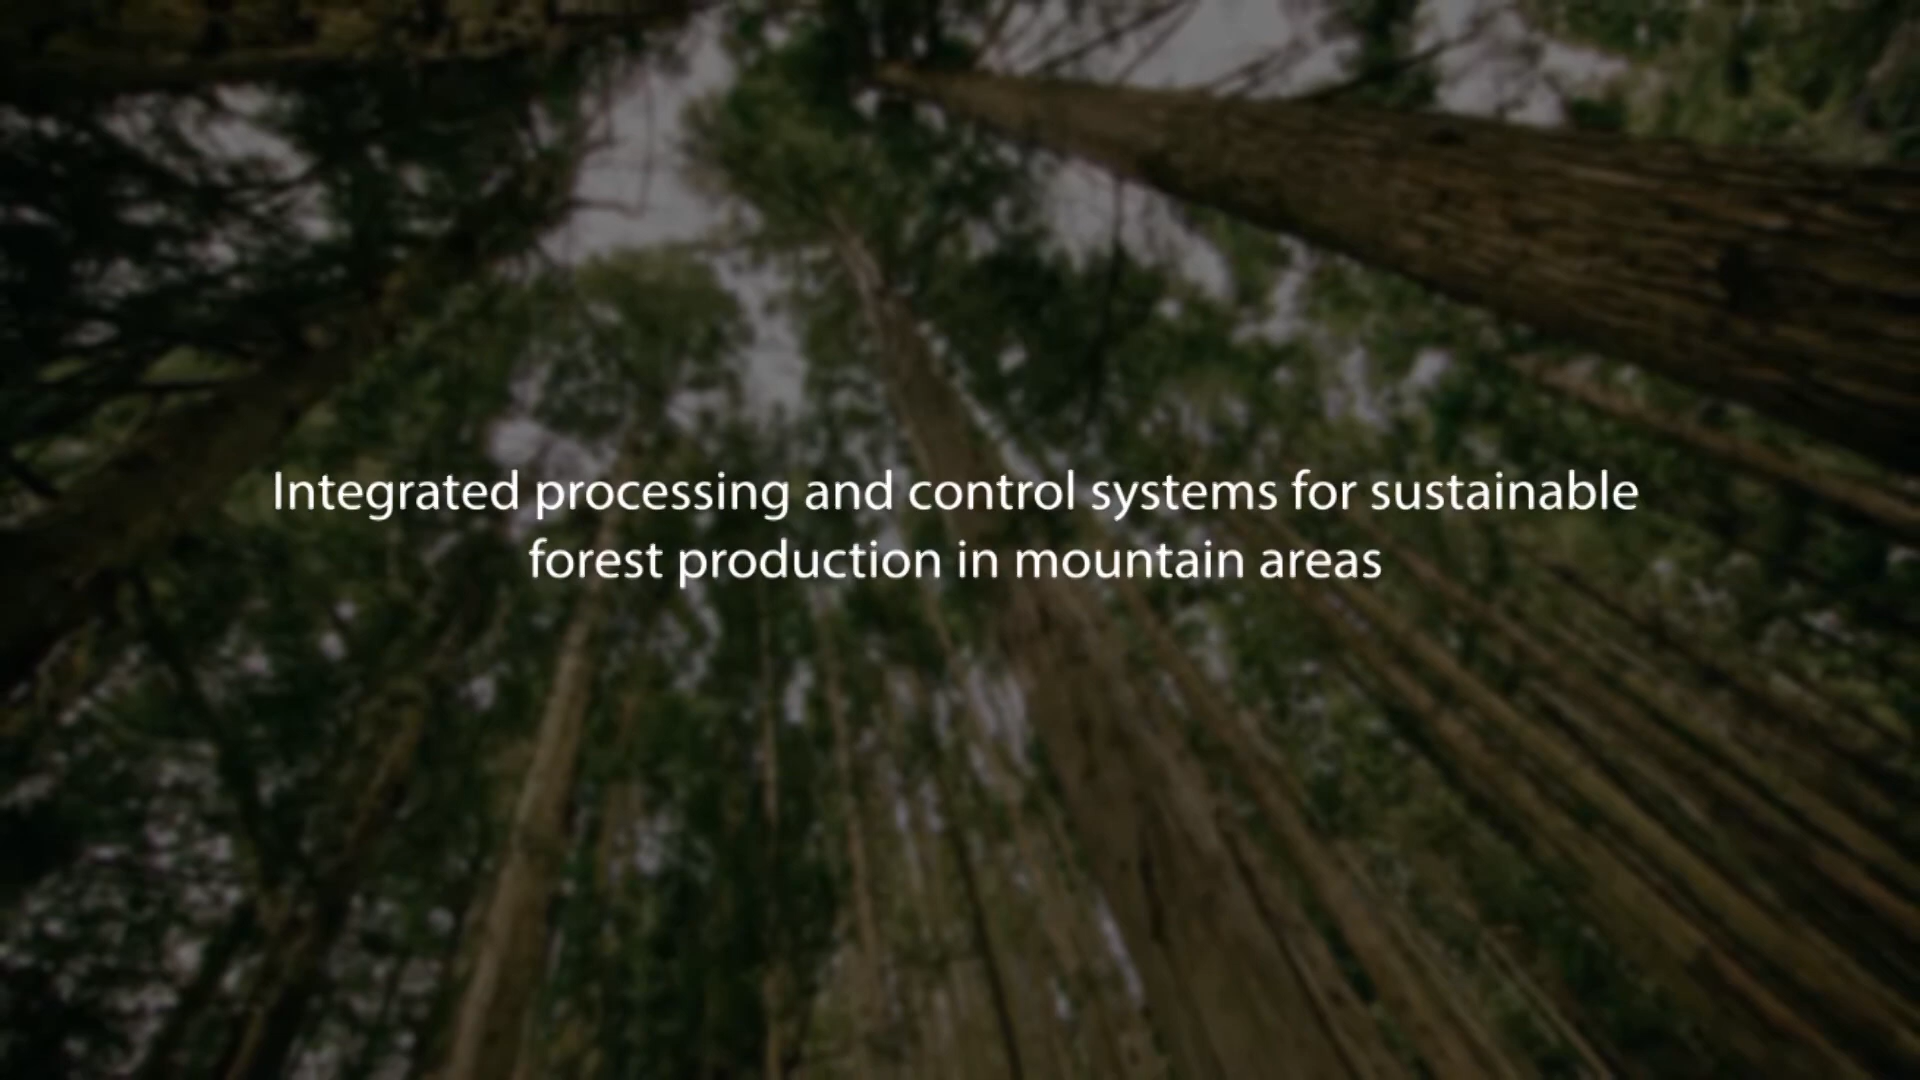 Integrated processing and control systems for sustainable
forest production in mountain areas